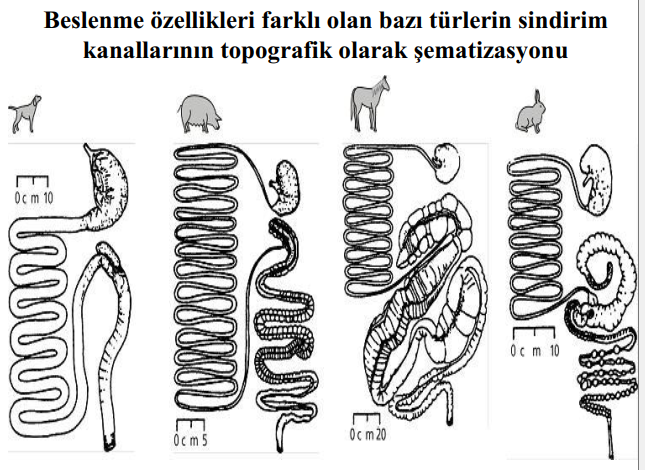 Beslenme özellikleri farklı olan bazı türlerin sindirim
kanallarının topografik olarak şematizasyonu
0 c m 10
0 c m 5
0 c m 20
0 c m 10